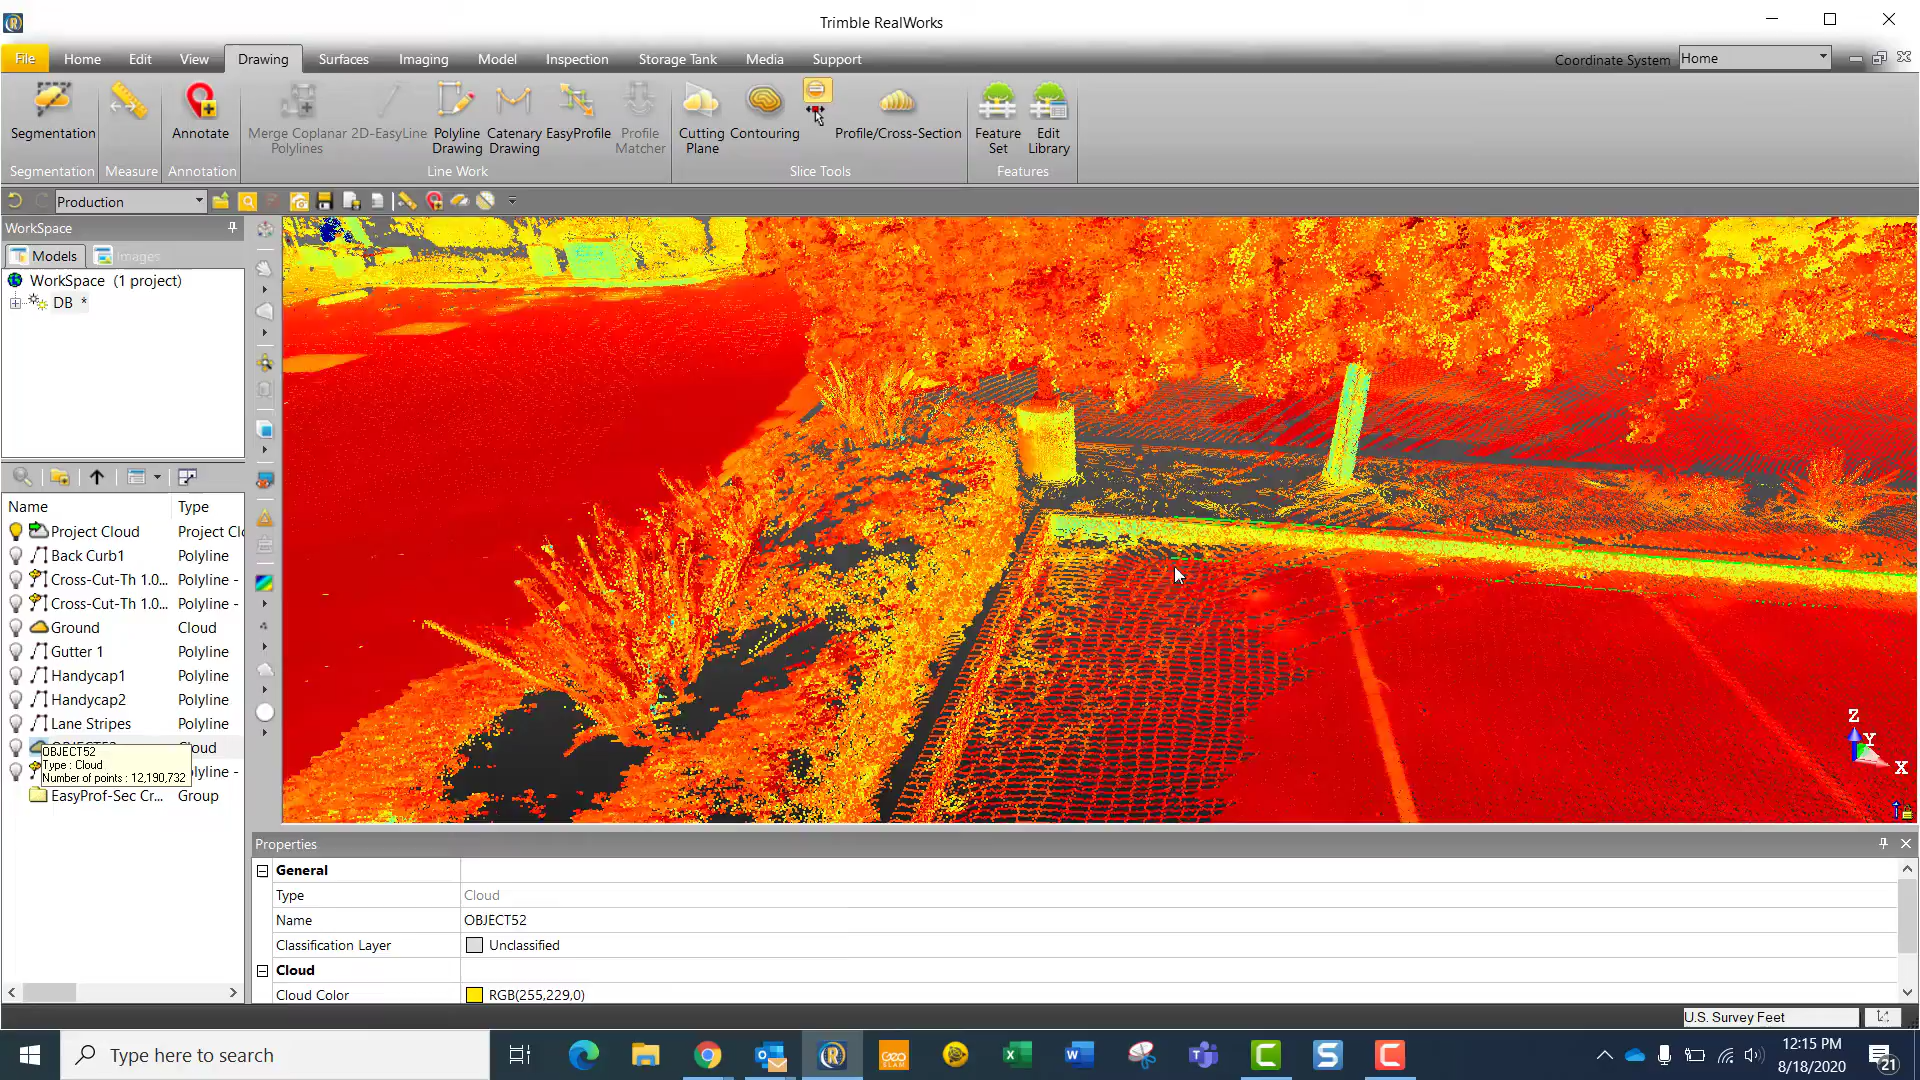 Trimble RealWorks
File
Home
Edit
View
Drawing
Surfaces
Imaging
Model
Inspection
Storage Tank
Media
Support
Coordinate System
Home
Segmentation
Annotate
Merge Coplanar
Polylines
2D-EasyLine
Polyline
Drawing
Catenary
Drawing
EasyProfile
Profile
Matcher
Cutting
Plane
Contouring
Profile/Cross-Section
Feature
Set
Edit
Library
Segmentation
Measure
Annotation
Line Work
Slice Tools
Features
Production
WorkSpace
Models
Images
WorkSpace (1 project)
DB *
Name
Type
Project Cloud
Project Clo
Back Curb1
Polyline
Cross-Cut-Th 1.0...
Polyline -
Cross-Cut-Th 1.0...
Polyline -
Ground
Cloud
Gutter 1
Polyline
Handycap1
Polyline
Handycap2
Polyline
Lane Stripes
Polyline
OBJECT52
Type : Cloud
Number of points : 12,190,732
EasyProf-Sec Cr...
Group
Z
Y
X
Properties
General
Type
Cloud
Name
OBJECT52
Classification Layer
Unclassified
Cloud
Cloud Color
RGB(255,229,0)
U.S. Survey Feet
Type here to search
GEO
SLAM
12:15 PM
8/18/2020
21